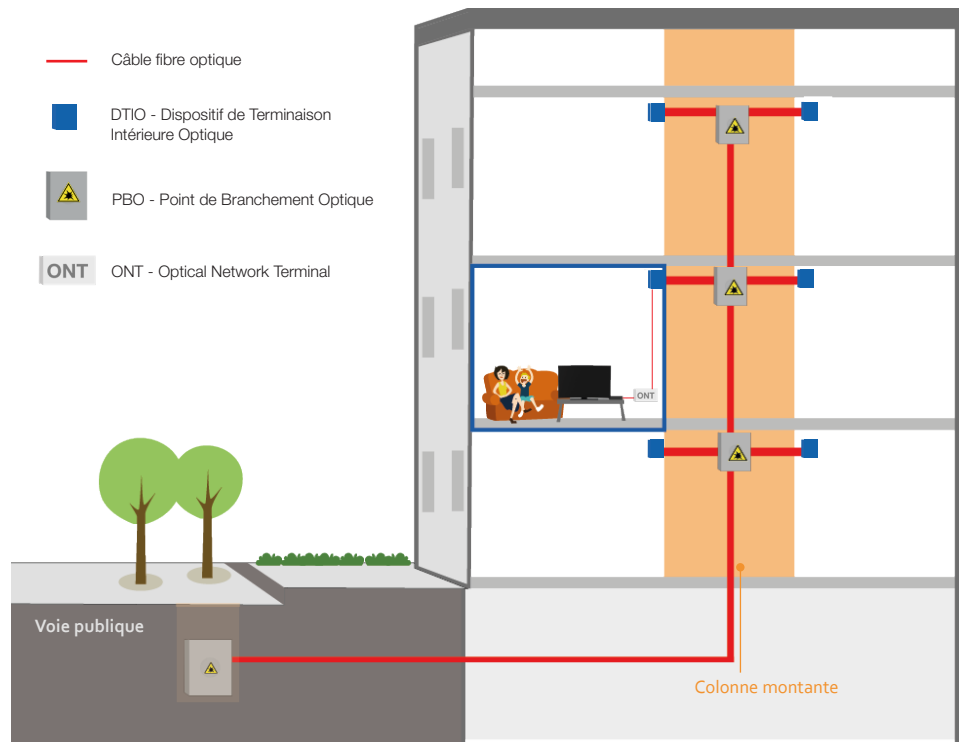 Câble fibre optique
DTIO - Dispositif de Terminaison
Intérieure Optique
PBO - Point de Branchement Optique
ONT
ONT - Optical Network Terminal
ONT
Voie publique
Colonne montante